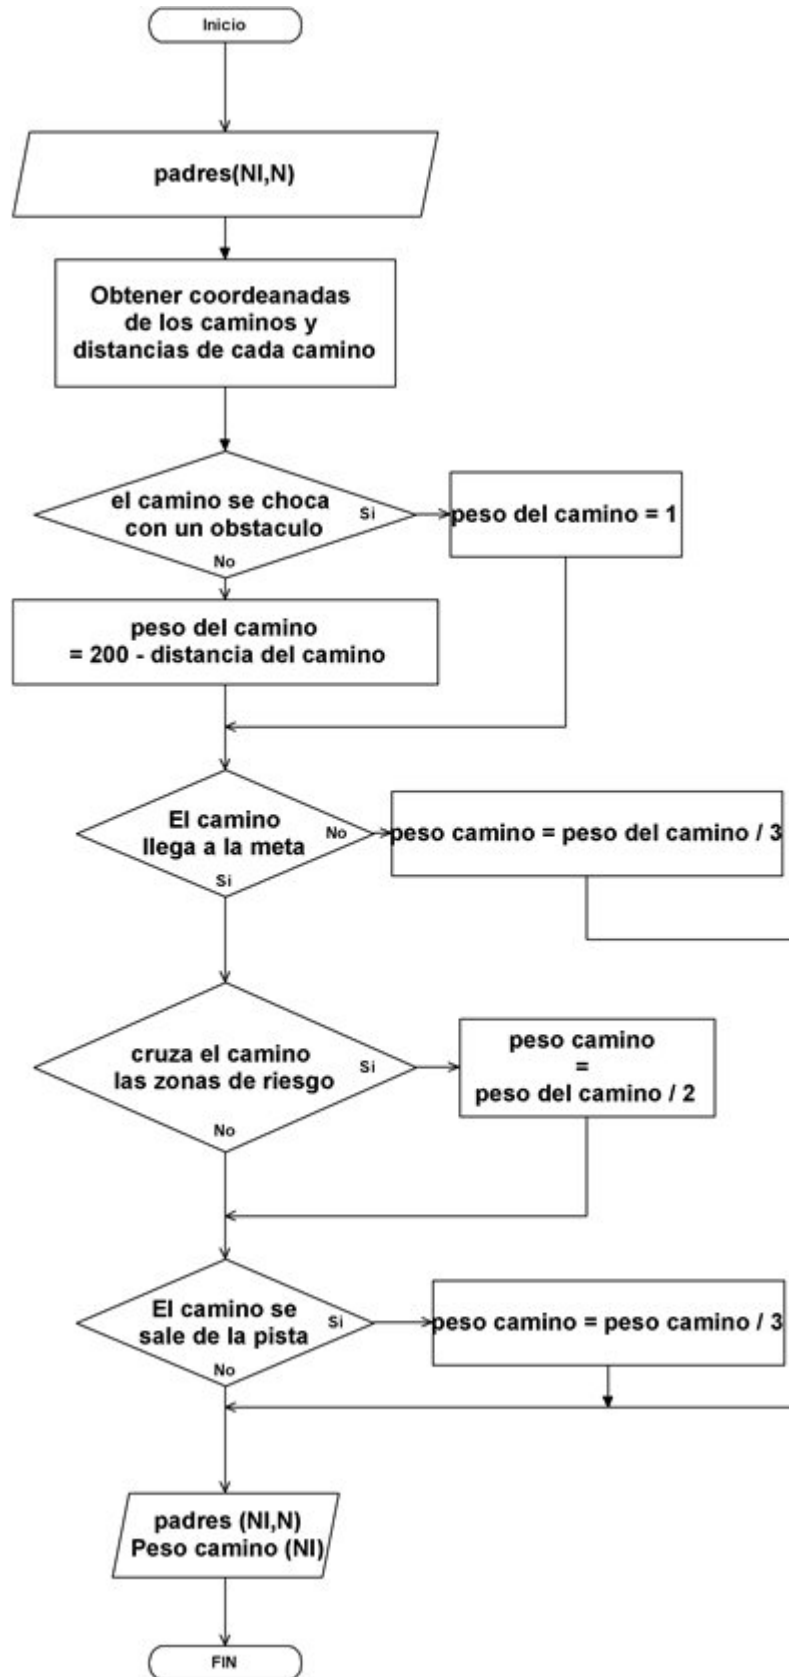 Inicio
padres(NI,N)
Obtener coordeanadas
de los caminos y
distancias de cada camino
el camino se choca
con un obstaculo
Si
No
peso del camino = 1
peso del camino
= 200 - distancia del camino
El camino
llega a la meta
No
Si
peso camino = peso del camino / 3
cruza el camino
las zonas de riesgo
Si
No
peso camino
=
peso del camino / 2
El camino se
sale de la pista
Si
No
peso camino = peso camino / 3
padres (NI,N)
Peso camino (NI)
FIN